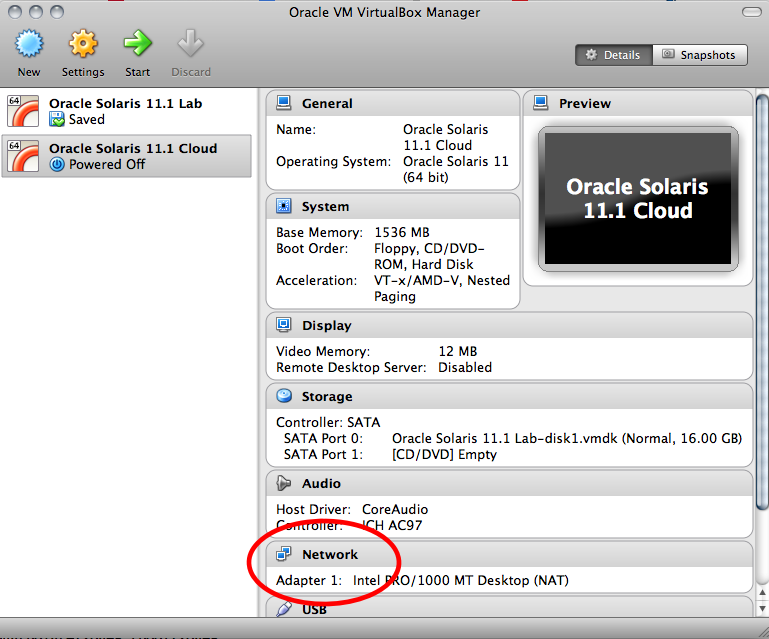 Oracle VM VirtualBox Manager
New
Settings
Start
Discard
Details
Snapshots
64
Oracle Solaris 11.1 Lab
Saved
64
Oracle Solaris 11.1 Cloud
Powered Off
General
Name: Oracle Solaris
11.1 Cloud
Operating System: Oracle Solaris 11
(64 bit)
Preview
Oracle Solaris
11.1 Cloud
System
Base Memory: 1536 MB
Boot Order: Floppy, CD/DVD-
ROM, Hard Disk
Acceleration: VT-x/AMD-V, Nested
Paging
Display
Video Memory: 12 MB
Remote Desktop Server: Disabled
Storage
Controller: SATA
SATA Port 0: Oracle Solaris 11.1 Lab-disk1.vmdk (Normal, 16.00 GB)
SATA Port 1: [CD/DVD] Empty
Audio
Host Driver: CoreAudio
Controller: ICH AC97
Network
Adapter 1: Intel PRO/1000 MT Desktop (NAT)
USB